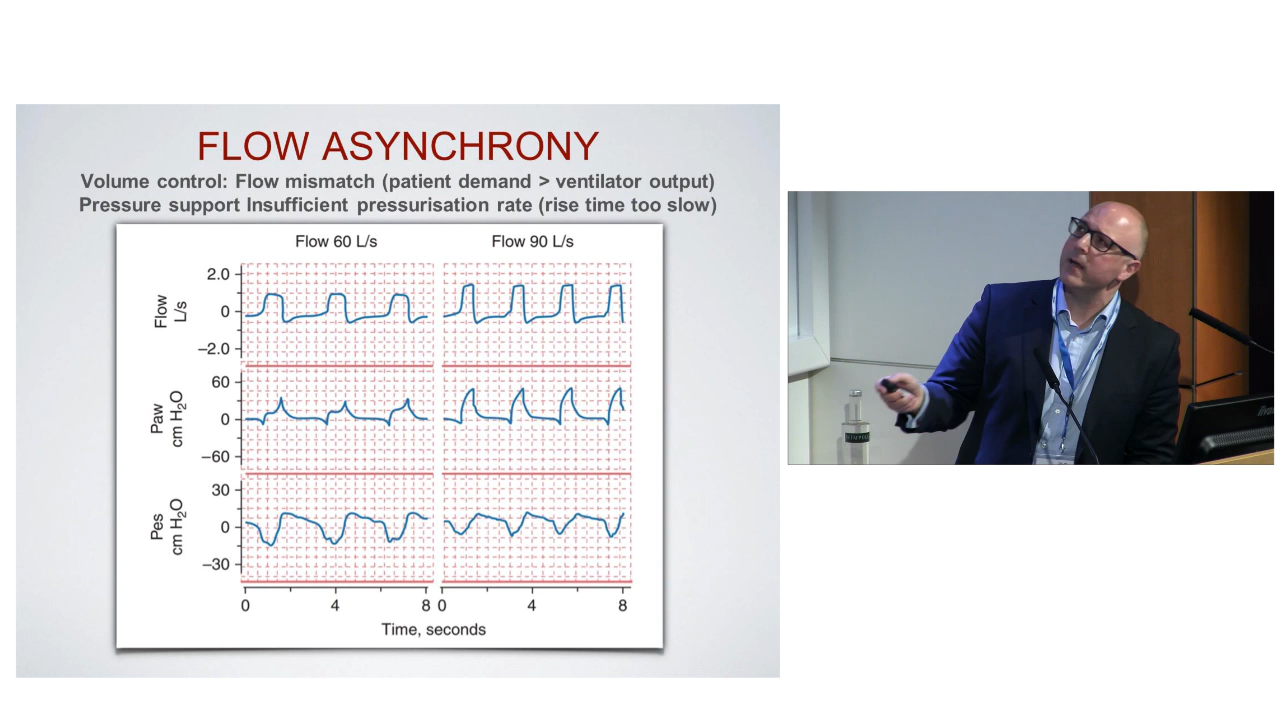 FLOW ASYNCHRONY
Volume control: Flow mismatch (patient demand > ventilator output)
Pressure support Insufficient pressurisation rate (rise time too slow)
Flow 60 L/s
Flow 90 L/s
Flow
L/s
2.0
0
–2.0
Paw
cm H2O
60
0
–60
Pes
cm H2O
30
0
–30
0
4
8
0
4
8
Time, seconds